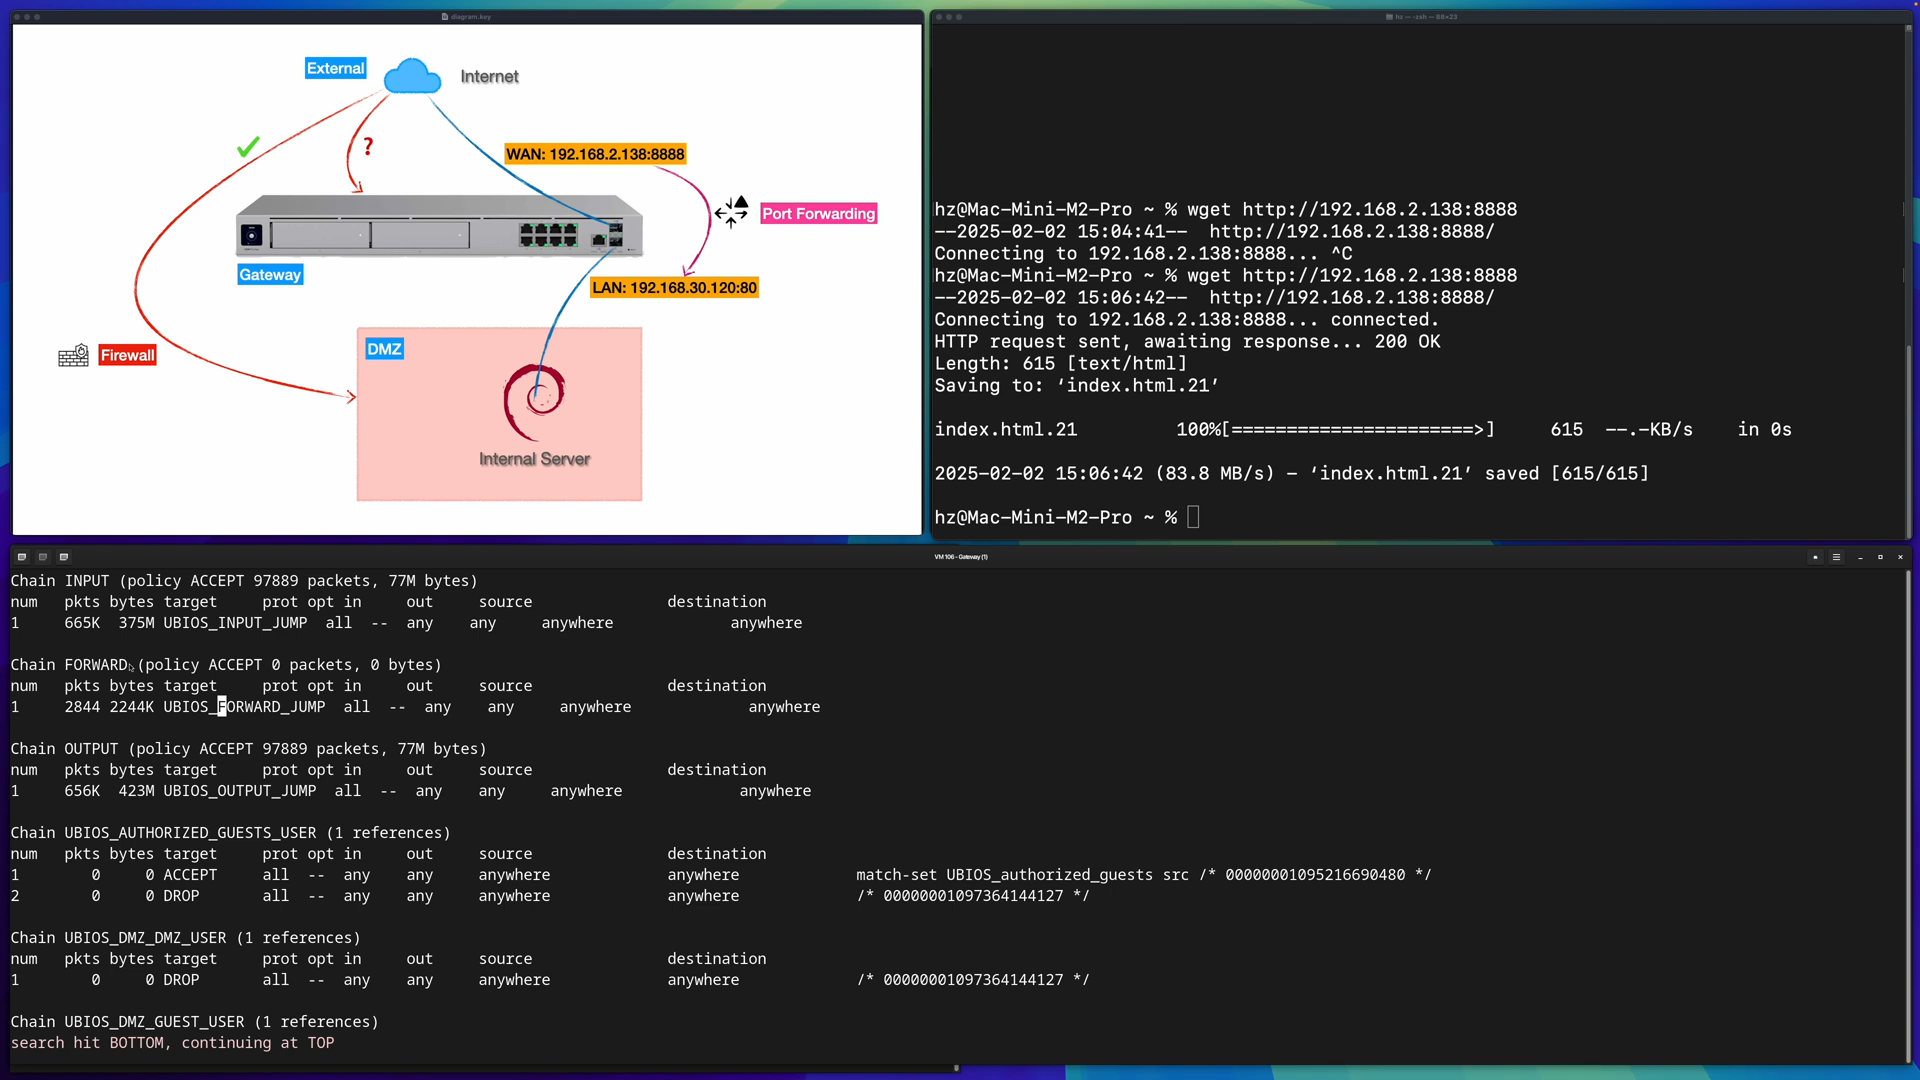 diagram.key
External
Internet
?
WAN: 192.168.2.138:8888
Port Forwarding
Gateway
LAN: 192.168.30.120:80
Firewall
DMZ
Internal Server
hz — -zsh — 88×23
hz@Mac-Mini-M2-Pro ~ % wget http://192.168.2.138:8888
--2025-02-02 15:04:41--  http://192.168.2.138:8888/
Connecting to 192.168.2.138:8888... ^C
hz@Mac-Mini-M2-Pro ~ % wget http://192.168.2.138:8888
--2025-02-02 15:06:42--  http://192.168.2.138:8888/
Connecting to 192.168.2.138:8888... connected.
HTTP request sent, awaiting response... 200 OK
Length: 615 [text/html]
Saving to: ‘index.html.21’
index.html.21 100%[======================>] 615 --.-KB/s in 0s
2025-02-02 15:06:42 (83.8 MB/s) – ‘index.html.21’ saved [615/615]
hz@Mac-Mini-M2-Pro ~ %
VM 106 - Gateway (1)
Chain INPUT (policy ACCEPT 97889 packets, 77M bytes)
num pkts bytes target prot opt in out source destination
1 665K 375M UBIOS_INPUT_JUMP all -- any any anywhere anywhere
Chain FORWARD (policy ACCEPT 0 packets, 0 bytes)
num pkts bytes target prot opt in out source destination
1 2844 2244K UBIOS_FORWARD_JUMP all -- any any anywhere anywhere
Chain OUTPUT (policy ACCEPT 97889 packets, 77M bytes)
num pkts bytes target prot opt in out source destination
1 656K 423M UBIOS_OUTPUT_JUMP all -- any any anywhere anywhere
Chain UBIOS_AUTHORIZED_GUESTS_USER (1 references)
num pkts bytes target prot opt in out source destination
1 0 0 ACCEPT all -- any any anywhere anywhere match-set UBIOS_authorized_guests src /* 00000001095216690480 */
2 0 0 DROP all -- any any anywhere anywhere /* 00000001097364144127 */
Chain UBIOS_DMZ_DMZ_USER (1 references)
num pkts bytes target prot opt in out source destination
1 0 0 DROP all -- any any anywhere anywhere /* 00000001097364144127 */
Chain UBIOS_DMZ_GUEST_USER (1 references)
search hit BOTTOM, continuing at TOP